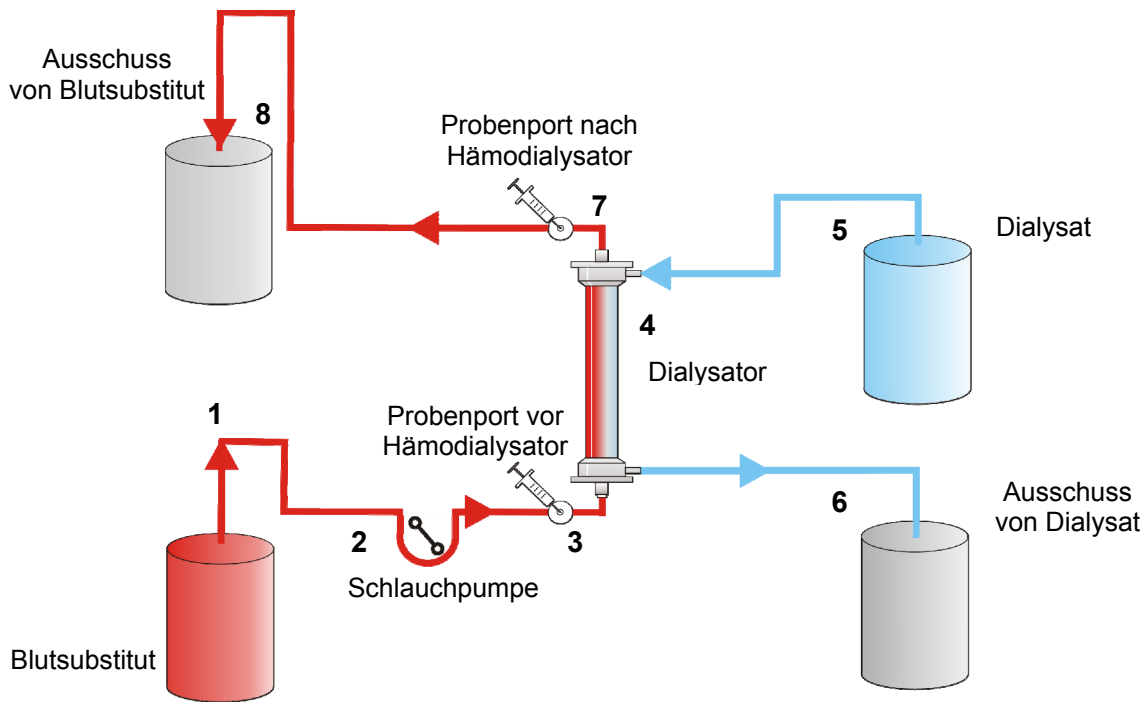 Ausschuss
von Blutsubstitut
8
Probenport nach
Hämodialysator
7
5
Dialysat
4
Dialysator
1
Probenport vor
Hämodialysator
2
3
Schlauchpumpe
6
Ausschuss
von Dialysat
Blutsubstitut